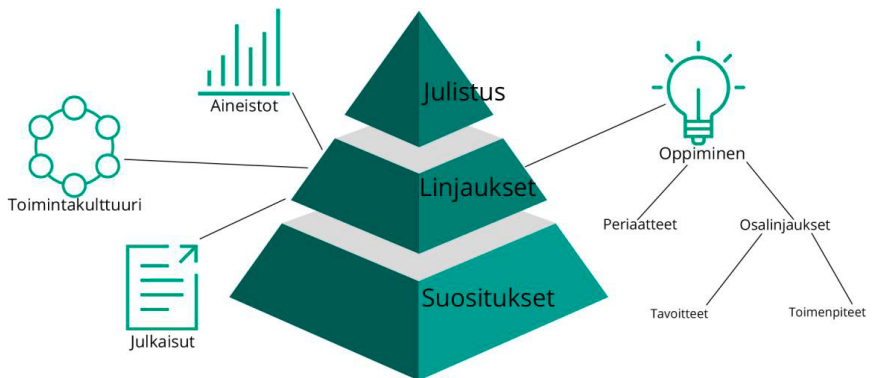 Julistus
Aineistot
Oppiminen
Linjaukset
Toimintakulttuuri
Periaatteet
Osalinjaukset
Suositukset
Tavoitteet
Toimenpiteet
Julkaisut